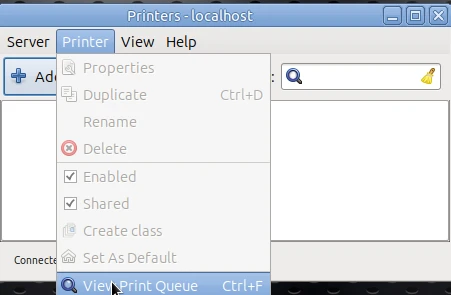 Printers - localhost
Server Printer View Help
Properties
Duplicate Ctrl+D
Rename
Delete
Enabled
Shared
Create class
Set As Default
View Print Queue Ctrl+F